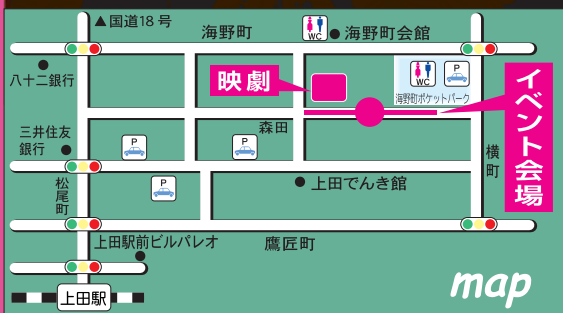 ▲国道18号
海野町
WC
海野町会館
八十二銀行
映劇
WC
P
海野町ポケットパーク
イベント会場
三井住友
銀行
P
P
森田
横町
松尾町
P
上田でんき館
上田駅前ビルパレオ
鷹匠町
上田駅
map